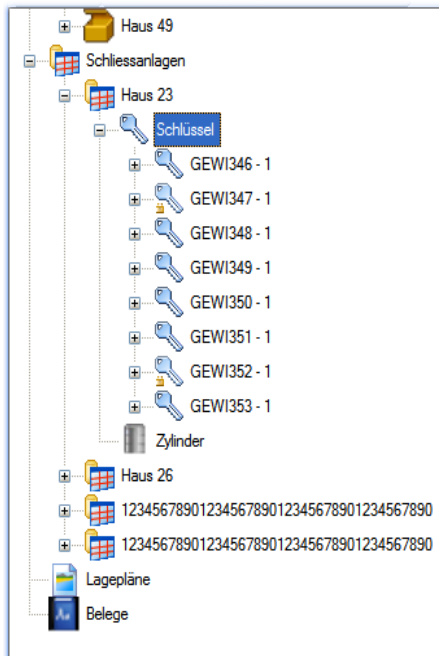 Haus 49
Schliessanlagen
Haus 23
Schlüssel
GEWI346 - 1
GEWI347 - 1
GEWI348 - 1
GEWI349 - 1
GEWI350 - 1
GEWI351 - 1
GEWI352 - 1
GEWI353 - 1
Zylinder
Haus 26
1234567890123456789012345678901234567890
1234567890123456789012345678901234567890
Lagepläne
Belege